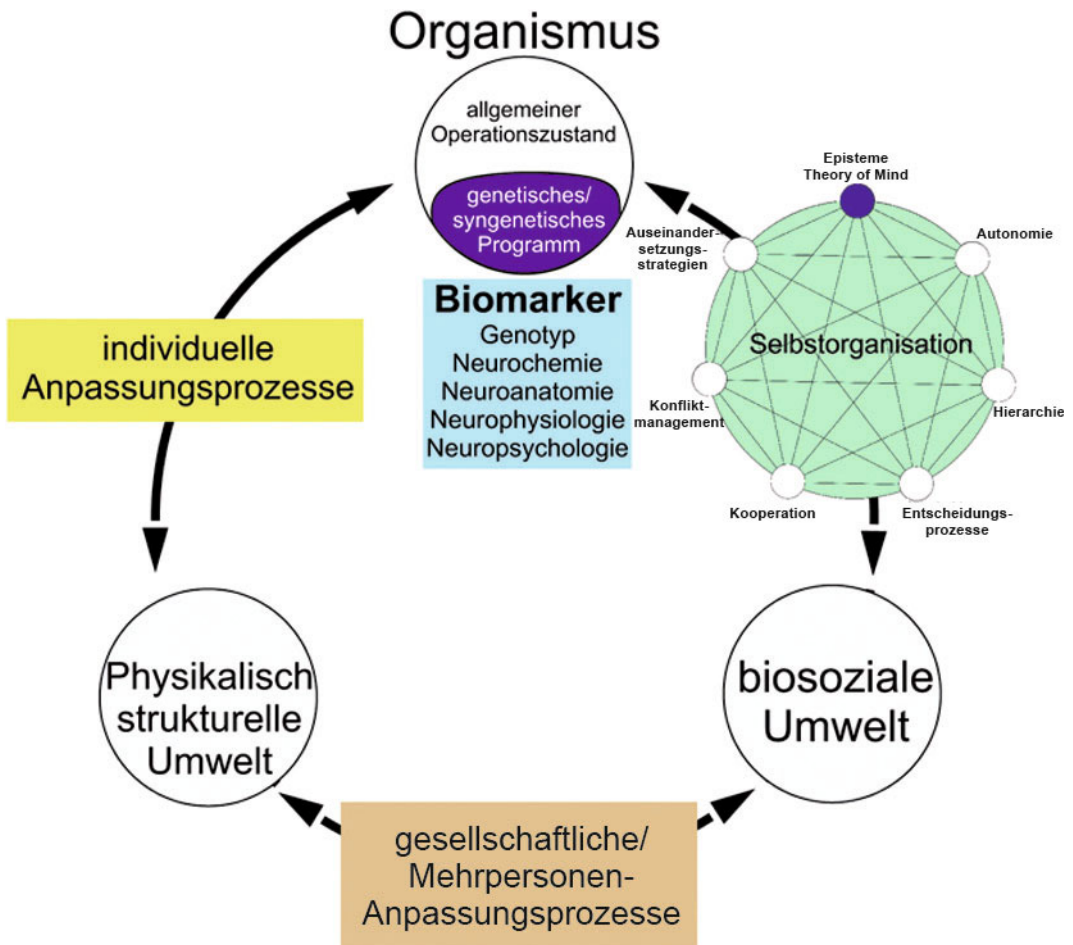 Organismus
allgemeiner
Operationszustand
genetisches/
syngenetisches
Programm
Biomarker
Genotyp
Neurochemie
Neuroanatomie
Neurophysiologie
Neuropsychologie
Episteme
Theory of Mind
Auseinander-
setzungs-
strategien
Autonomie
Selbstorganisation
Konflikt-
management
Hierarchie
Kooperation
Entscheidungs-
prozesse
individuelle
Anpassungsprozesse
Physikalisch
strukturelle
Umwelt
biosoziale
Umwelt
gesellschaftliche/
Mehrpersonen-
Anpassungsprozesse